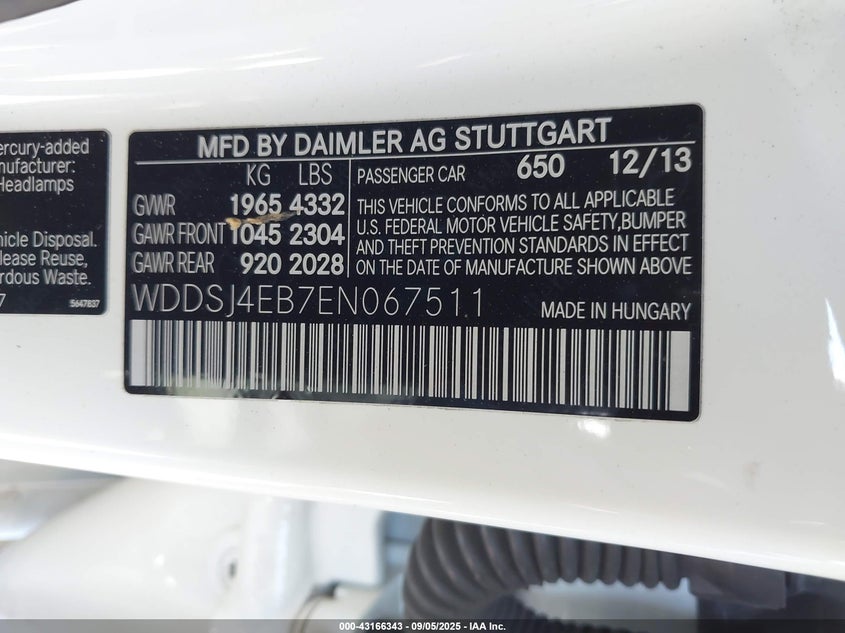 ercury-added
nufacturer:
Headlamps
hicle Disposal.
lease Reuse,
rdous Waste.
7
5647837
MFD BY DAIMLER AG STUTTGART
KG LBS
GVWR 1965 4332
GAWR FRONT 1045 2304
GAWR REAR 920 2028
PASSENGER CAR 650 12/13
THIS VEHICLE CONFORMS TO ALL APPLICABLE
U.S. FEDERAL MOTOR VEHICLE SAFETY,BUMPER
AND THEFT PREVENTION STANDARDS IN EFFECT
ON THE DATE OF MANUFACTURE SHOWN ABOVE
WDDSJ4EB7EN067511 MADE IN HUNGARY
000-43166343 - 09/05/2025 - IAA Inc.